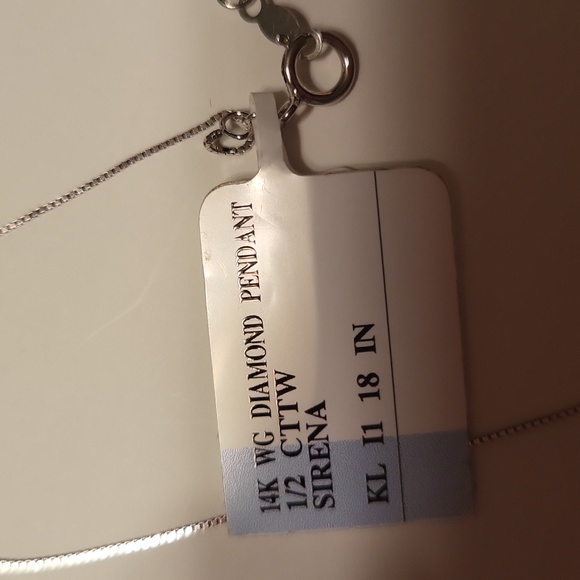 14K WG DIAMOND PENDANT
1/2 CTTW
SIRENA
KL I1 18 IN